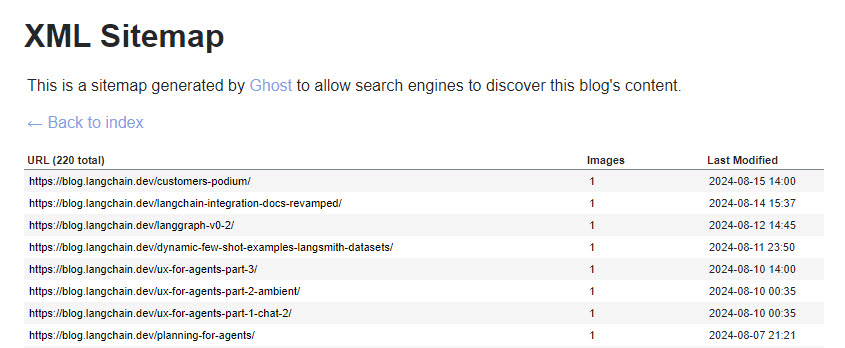 XML Sitemap
This is a sitemap generated by Ghost to allow search engines to discover this blog's content.
← Back to index
URL (220 total) Images Last Modified
https://blog.langchain.dev/customers-podium/ 1 2024-08-15 14:00
https://blog.langchain.dev/langchain-integration-docs-revamped/ 1 2024-08-14 15:37
https://blog.langchain.dev/langgraph-v0-2/ 1 2024-08-12 14:45
https://blog.langchain.dev/dynamic-few-shot-examples-langsmith-datasets/ 1 2024-08-11 23:50
https://blog.langchain.dev/ux-for-agents-part-3/ 1 2024-08-10 14:00
https://blog.langchain.dev/ux-for-agents-part-2-ambient/ 1 2024-08-10 00:35
https://blog.langchain.dev/ux-for-agents-part-1-chat-2/ 1 2024-08-10 00:35
https://blog.langchain.dev/planning-for-agents/ 1 2024-08-07 21:21